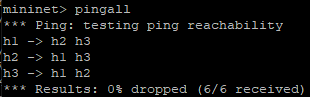 mininet> pingall
*** Ping: testing ping reachability
h1 -> h2 h3
h2 -> h1 h3
h3 -> h1 h2
*** Results: 0% dropped (6/6 received)